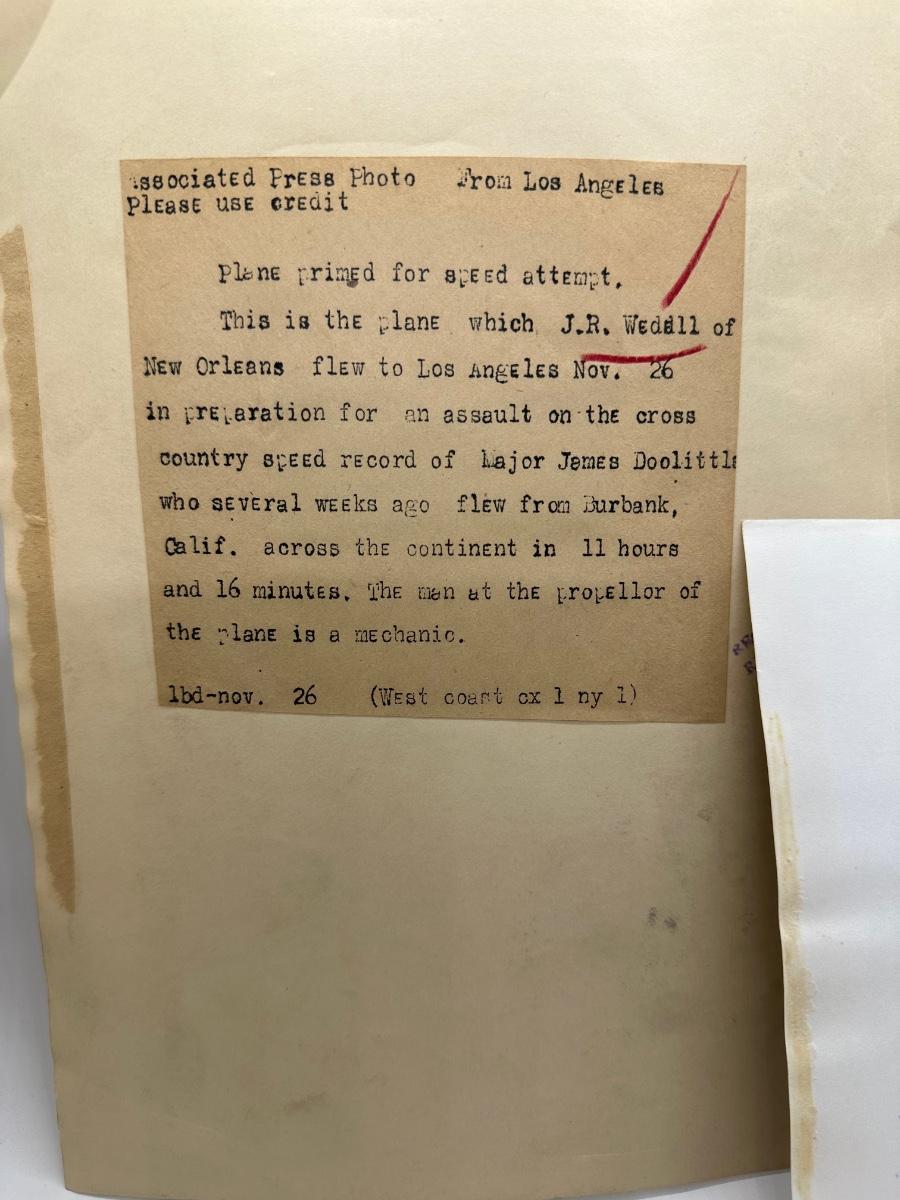 Associated Press Photo From Los Angeles
Please use credit
Plane primed for speed attempt.
This is the plane which J.R. Wedell of
New Orleans flew to Los Angeles Nov. 26
in preparation for an assault on the cross
country speed record of Major James Doolittle
who several weeks ago flew from Burbank,
Calif. across the continent in 11 hours
and 16 minutes. The man at the propellor of
the plane is a mechanic.
lbd-nov. 26 (West coast cx 1 ny 1)